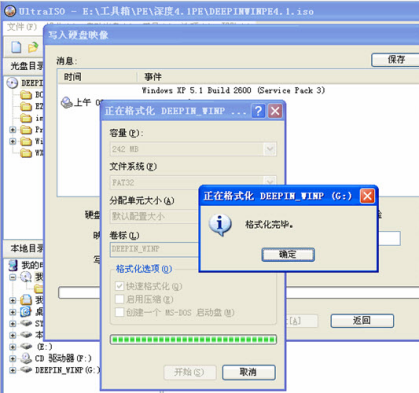 UltraISO - E:\工具箱\PE\深度4.1PE\DEEPINWINPE4.1.iso
文件(F)
写入硬盘映像
消息:
保存
光盘目录
时间 事件
Windows XP 5.1 Build 2600 (Service Pack 3)
上午
DEEPI
正在格式化 DEEPIN_WINP ...
容量(P):
242 MB
文件系统(F)
FAT32
分配单元大小(A)
默认配置大小
卷标(L)
DEEPIN_WINP
格式化选项(O)
快速格式化(Q)
启用压缩(E)
创建一个 MS-DOS 启动盘(M)
开始(S)
取消
正在格式化 DEEPIN_WINP (G:)
格式化完毕。
确定
返回
本地目录
我的电
(E:)
CD 驱动器(F:)
DEEPIN_WINP(G:)